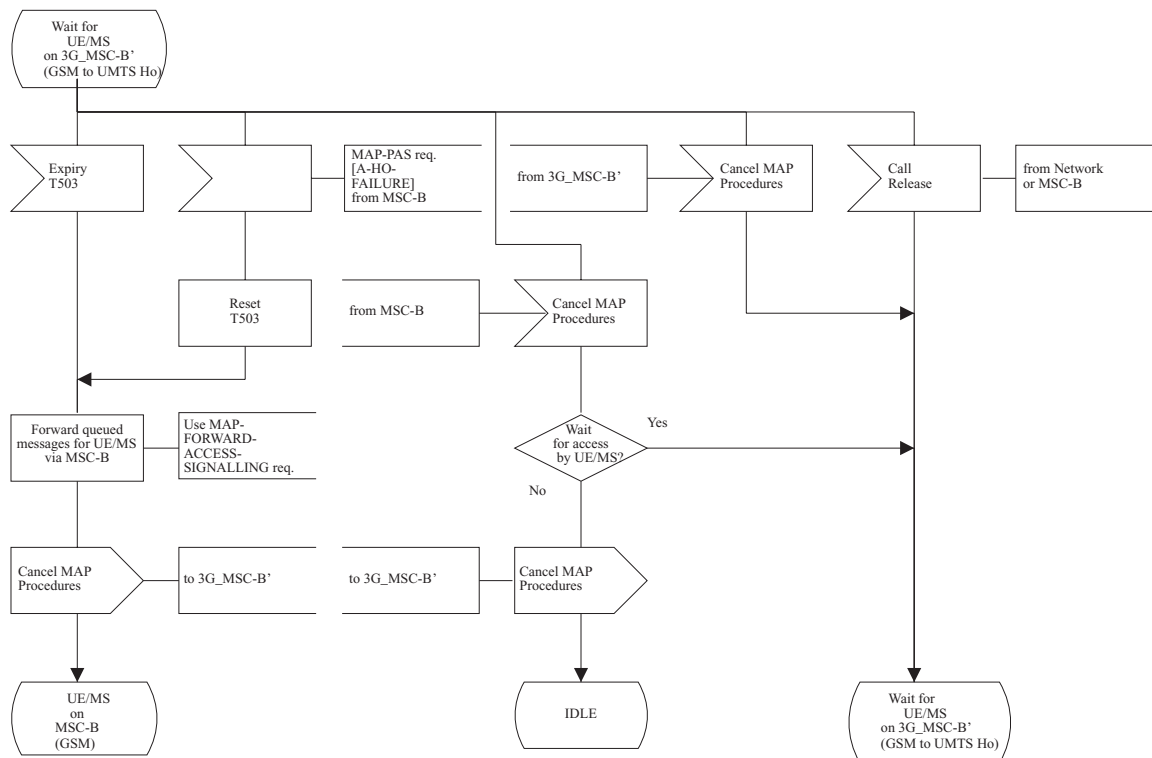 Wait for
UE/MS
on 3G_MSC-B’
(GSM to UMTS Ho)
Expiry
T503
MAP-PAS req.
[A-HO-
FAILURE]
from MSC-B
from 3G_MSC-B’
Cancel MAP
Procedures
Call
Release
from Network
or MSC-B
Reset
T503
from MSC-B
Cancel MAP
Procedures
Forward queued
messages for UE/MS
via MSC-B
Use MAP-
FORWARD-
ACCESS-
SIGNALLING req.
Wait
for access
by UE/MS?
Yes
No
Cancel MAP
Procedures
to 3G_MSC-B’
to 3G_MSC-B’
Cancel MAP
Procedures
UE/MS
on
MSC-B
(GSM)
IDLE
Wait for
UE/MS
on 3G_MSC-B’
(GSM to UMTS Ho)